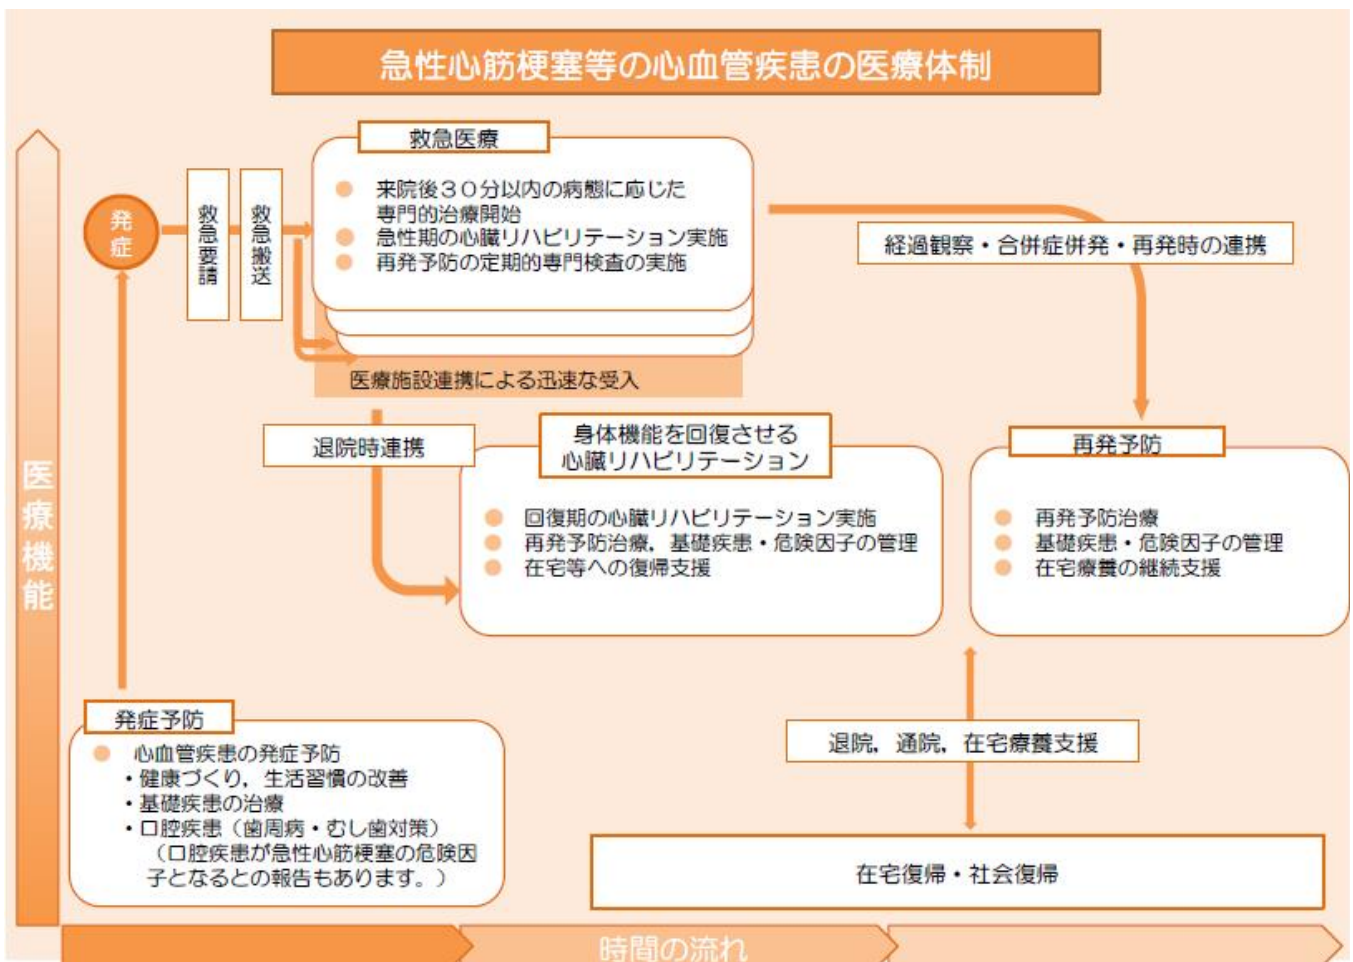 急性心筋梗塞等の心血管疾患の医療体制
救急医療
来院後３０分以内の病態に応じた
専門的治療開始
急性期の心臓リハビリテーション実施
再発予防の定期的専門検査の実施
発症
救急要請
救急搬送
経過観察・合併症併発・再発時の連携
医療施設連携による迅速な受入
退院時連携
身体機能を回復させる
心臓リハビリテーション
回復期の心臓リハビリテーション実施
再発予防治療，基礎疾患・危険因子の管理
在宅等への復帰支援
再発予防
再発予防治療
基礎疾患・危険因子の管理
在宅療養の継続支援
医療機能
発症予防
心血管疾患の発症予防
・健康づくり，生活習慣の改善
・基礎疾患の治療
・口腔疾患（歯周病・むし歯対策）
（口腔疾患が急性心筋梗塞の危険因
子となるとの報告もあります。）
退院，通院，在宅療養支援
在宅復帰・社会復帰
時間の流れ